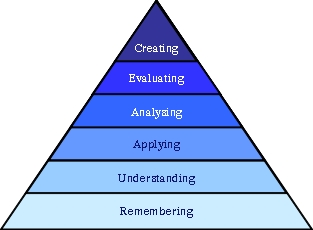 Creating
Evaluating
Analysing
Applying
Understanding
Remembering